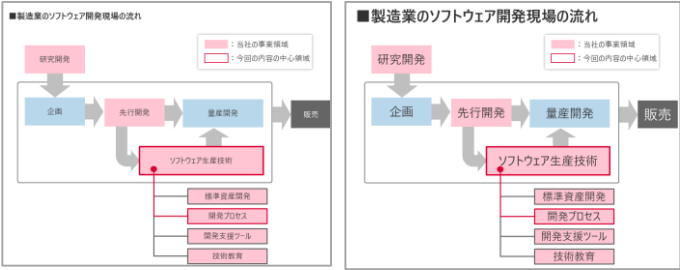 ■製造業のソフトウェア開発現場の流れ
：当社の事業領域
：今回の内容の中心領域
研究開発
企画
先行開発
量産開発
販売
ソフトウェア生産技術
標準資産開発
開発プロセス
開発支援ツール
技術教育
■製造業のソフトウェア開発現場の流れ
：当社の事業領域
：今回の内容の中心領域
研究開発
企画
先行開発
量産開発
販売
ソフトウェア生産技術
標準資産開発
開発プロセス
開発支援ツール
技術教育